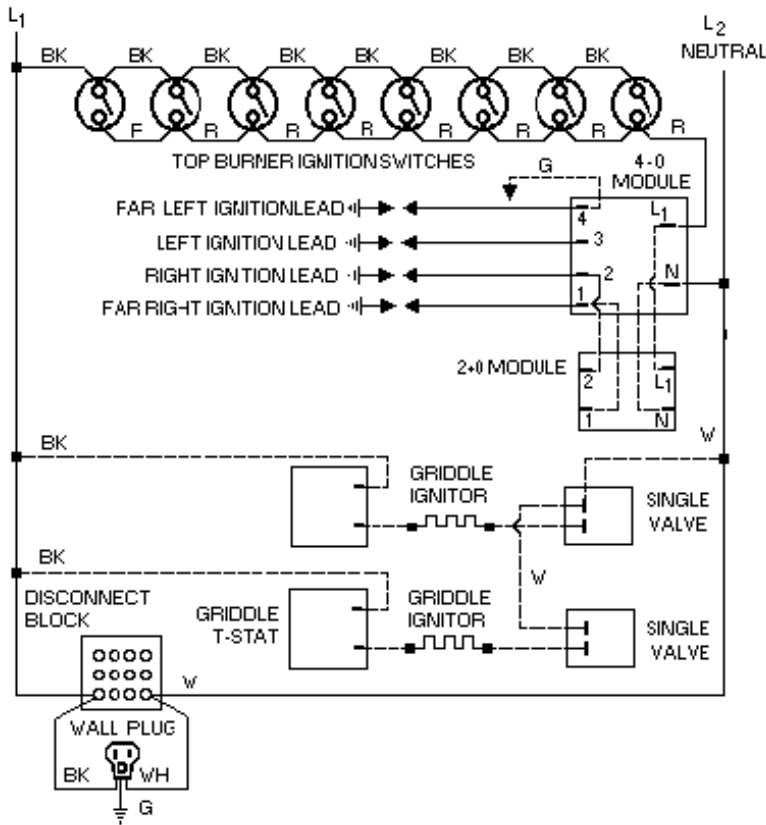 L1
L2
NEUTRAL
BK BK BK BK BK BK BK BK
F R R R R R R R
TOP BURNER IGNITION SWITCHES
G
4-0
MODULE
FAR LEFT IGNITION LEAD
4
L1
LEFT IGNITION LEAD
3
RIGHT IGNITION LEAD
2
N
FAR RIGHT IGNITION LEAD
1
2+0 MODULE
2
L1
1
N
W
BK
GRIDDLE
IGNITOR
SINGLE
VALVE
BK
W
DISCONNECT
BLOCK
GRIDDLE
T-STAT
GRIDDLE
IGNITOR
SINGLE
VALVE
W
WALL PLUG
BK
WH
G